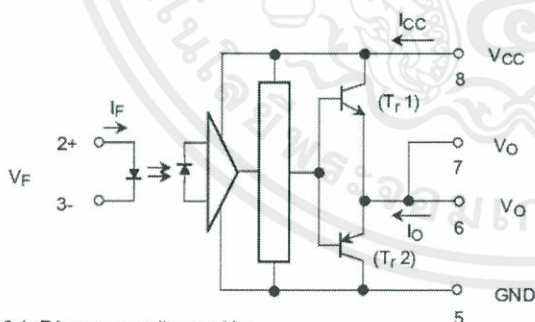 I_CC
V_CC
8
(T_r 1)
I_F
2+
V_O
7
V_F
3-
V_O
6
I_O
(T_r 2)
GND
5